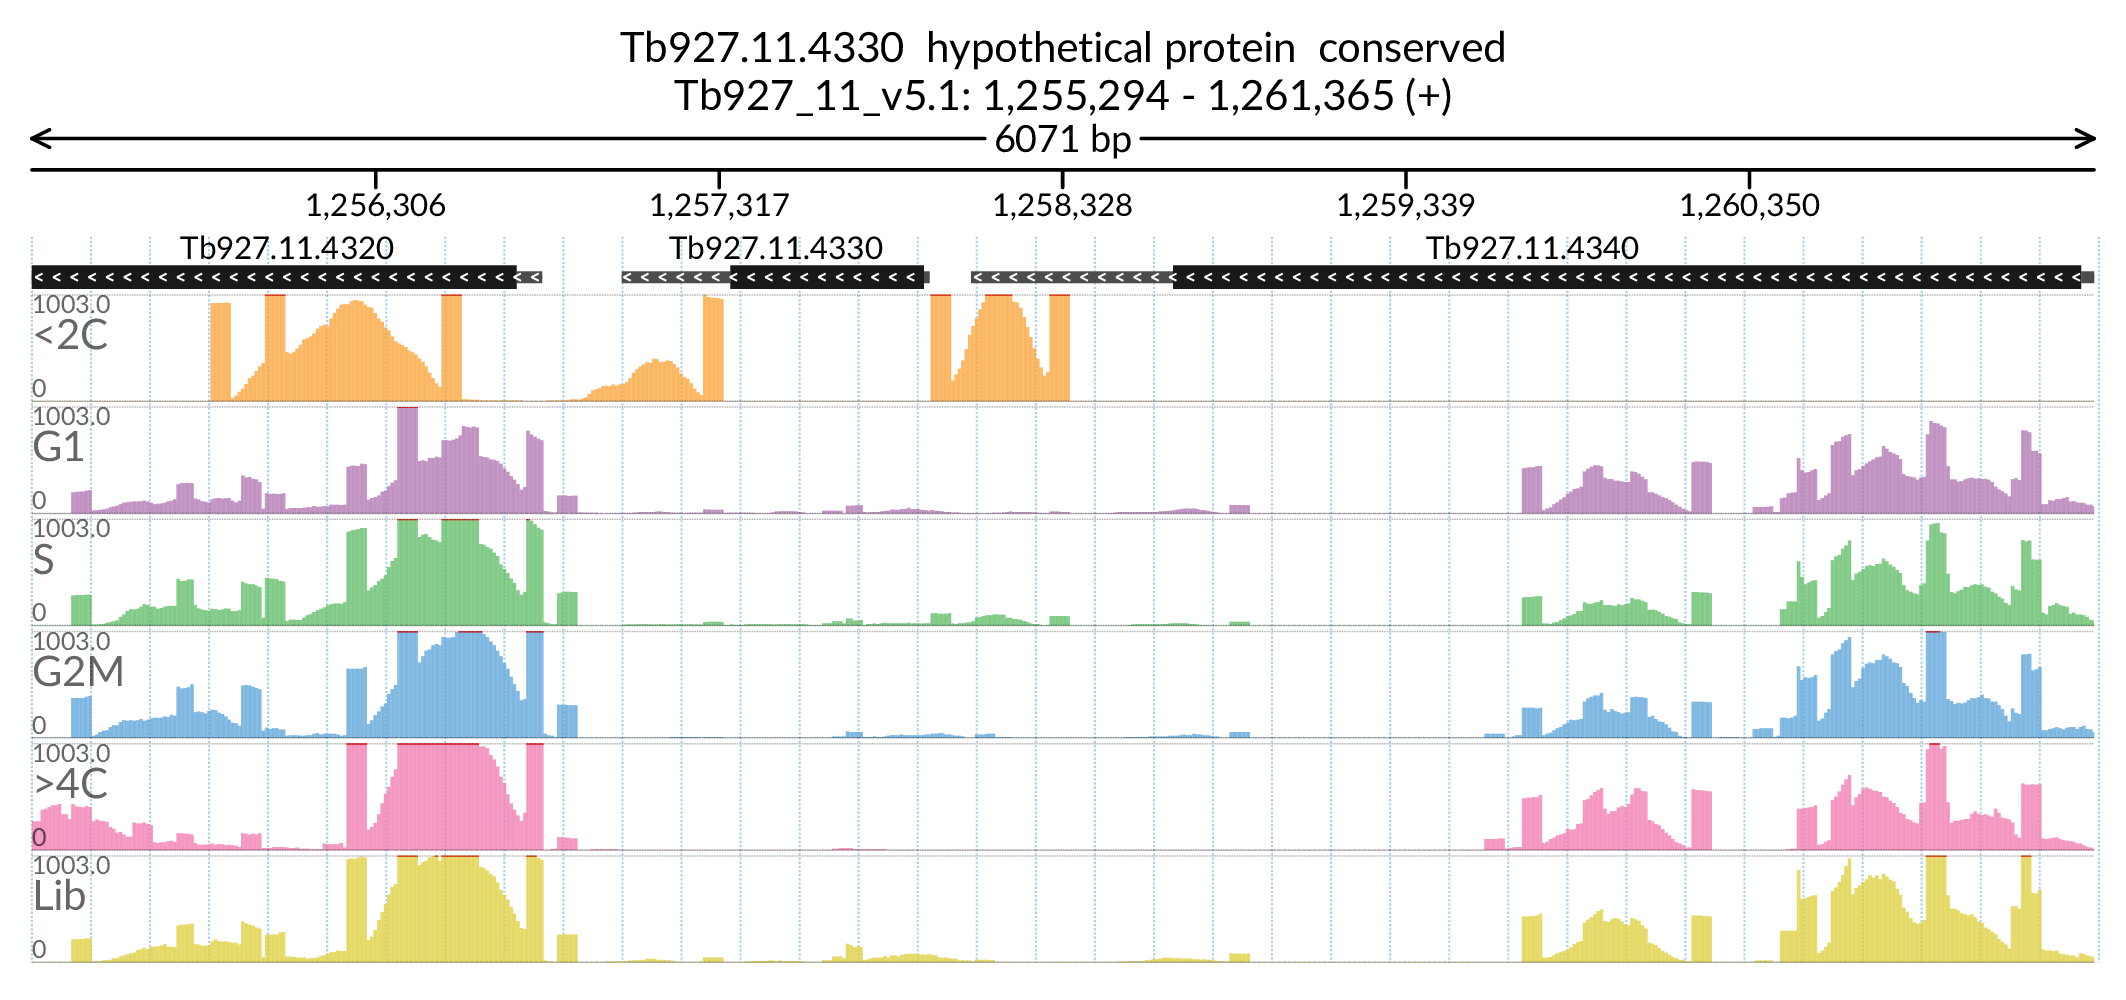 Tb927.11.4330 hypothetical protein conserved
Tb927_11_v5.1: 1,255,294 - 1,261,365 (+)
6071 bp
1,256,306 1,257,317 1,258,328 1,259,339 1,260,350
Tb927.11.4320 Tb927.11.4330 Tb927.11.4340
1003.0
<2C
0
1003.0
G1
0
1003.0
S
0
1003.0
G2M
0
1003.0
>4C
0
1003.0
Lib
0